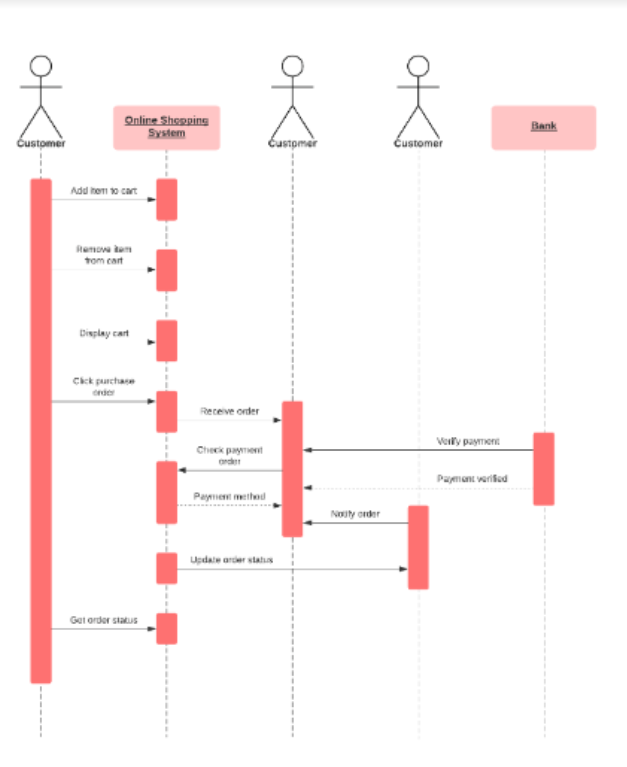 Online Shopping
System
Bank
Customer
Customer
Customer
Add item to cart
Remove item
from cart
Display cart
Click purchase
order
Receive order
Verify payment
Check payment
order
Payment verified
Payment method
Notify order
Update order status
Get order status